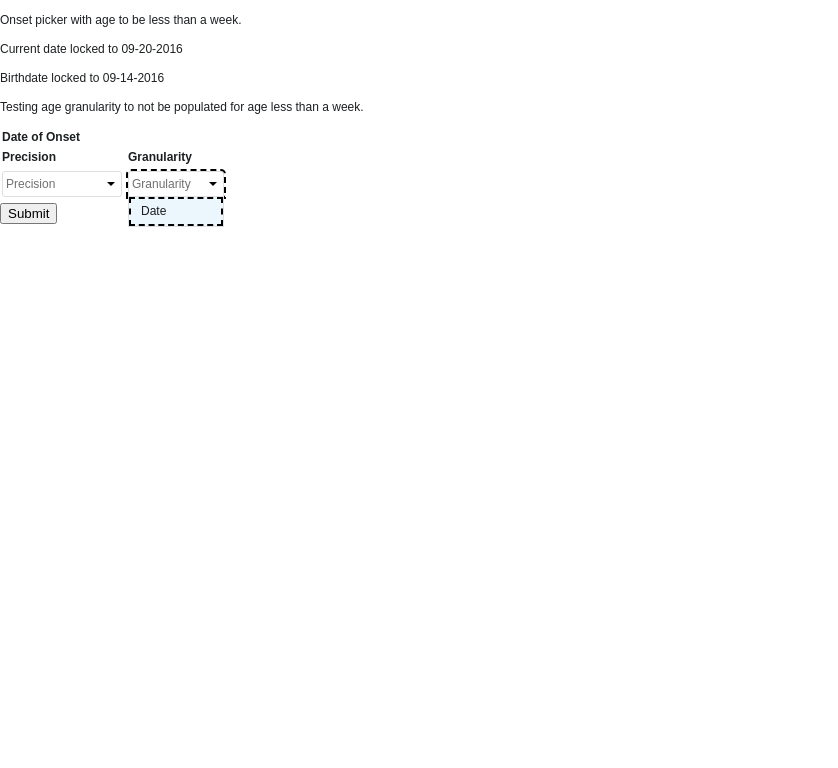 Onset picker with age to be less than a week.
Current date locked to 09-20-2016
Birthdate locked to 09-14-2016
Testing age granularity to not be populated for age less than a week.
Date of Onset
Precision Granularity
Precision Granularity
Submit Date